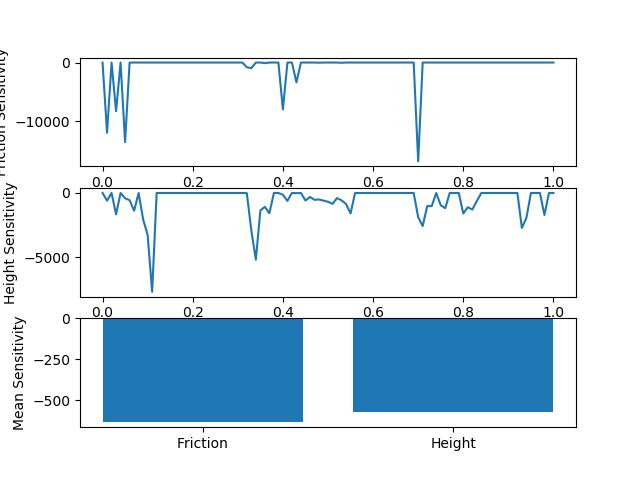 Friction Sensitivity
0
−10000
0.0 0.2 0.4 0.6 0.8 1.0
Height Sensitivity
0
−5000
0.0 0.2 0.4 0.6 0.8 1.0
Mean Sensitivity
0
−250
−500
Friction Height